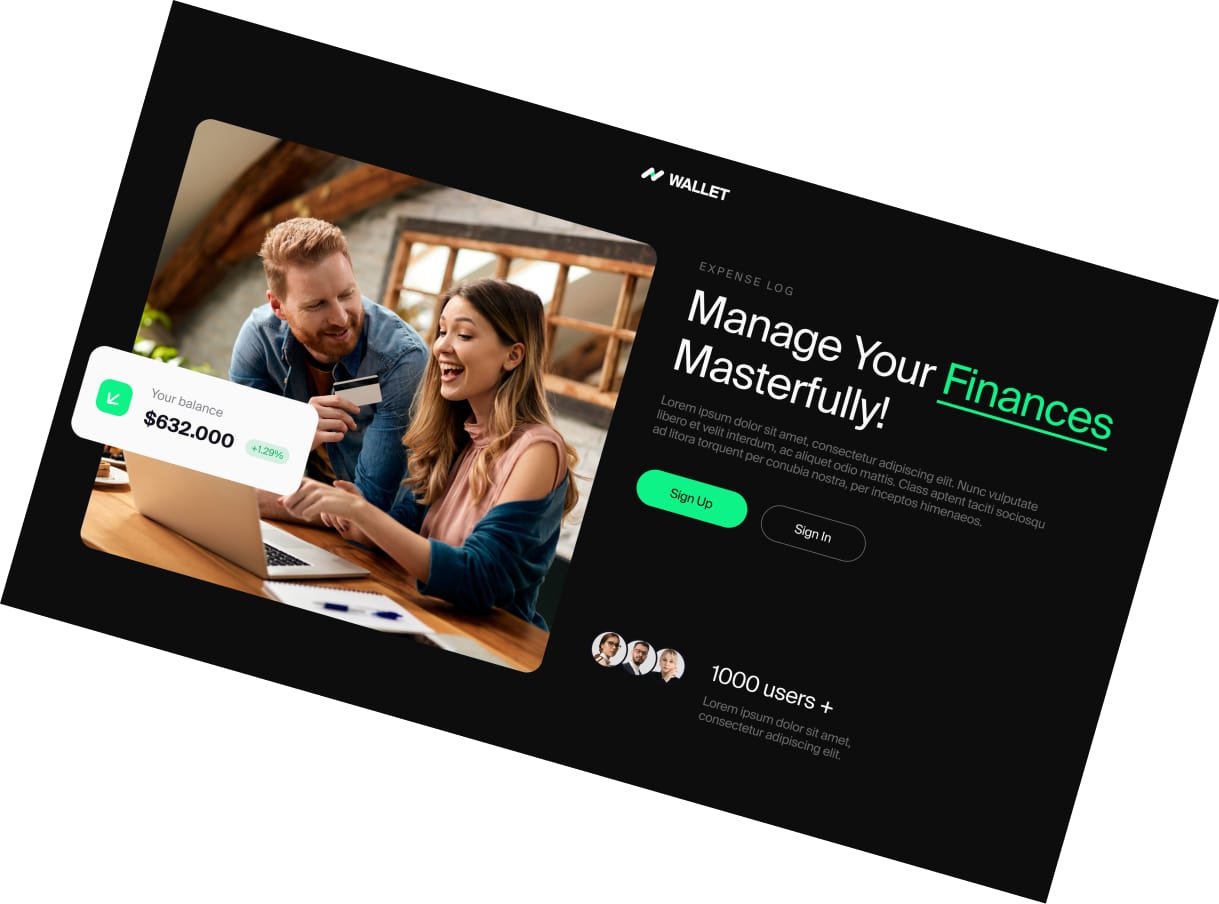 WALLET
EXPENSE LOG
Manage Your Finances
Masterfully!
Lorem ipsum dolor sit amet, consectetur adipiscing elit. Nunc vulputate
libero et velit interdum, ac aliquet odio mattis. Class aptent taciti sociosqu
ad litora torquent per conubia nostra, per inceptos himenaeos.
Sign Up
Sign In
Your balance
$632.000
+1.29%
1000 users +
Lorem ipsum dolor sit amet,
consectetur adipiscing elit.